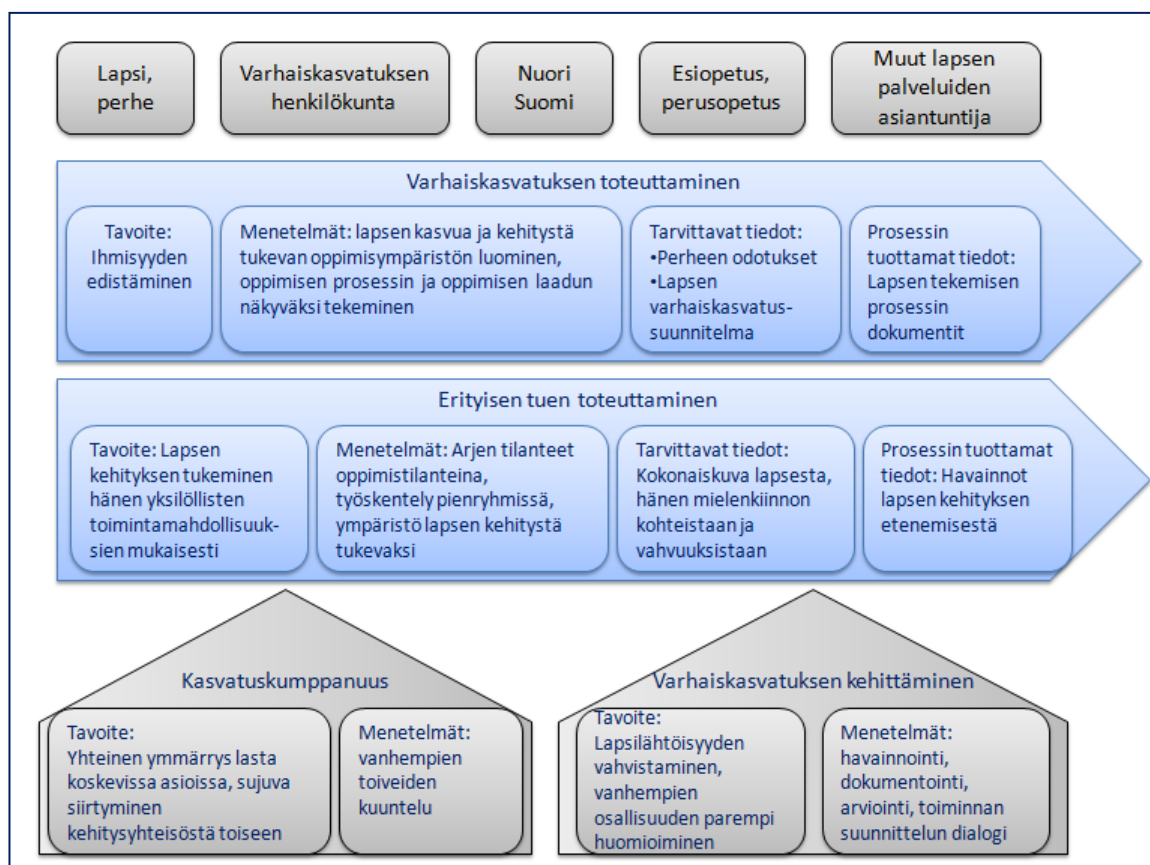 Lapsi,
perhe
Varhaiskasvatuksen
henkilökunta
Nuori
Suomi
Esiopetus,
perusopetus
Muut lapsen
palveluiden
asiantuntija
Varhaiskasvatuksen toteuttaminen
Tavoite:
Ihmisyyden
edistäminen
Menetelmät: lapsen kasvua ja kehitystä
tukevan oppimisympäristön luominen,
oppimisen prosessin ja oppimisen laadun
näkyväksi tekeminen
Tarvittavat tiedot:
•Perheen odotukset
•Lapsen
varhaiskasvatus-
suunnitelma
Prosessin
tuottamat tiedot:
Lapsen tekemisen
prosessin
dokumentit
Erityisen tuen toteuttaminen
Tavoite: Lapsen
kehityksen tukeminen
hänen yksilöllisten
toimintamahdollisuuk-
sien mukaisesti
Menetelmät: Arjen tilanteet
oppimistilanteina,
työskentely pienryhmissä,
ympäristö lapsen kehitystä
tukevaksi
Tarvittavat tiedot:
Kokonaiskuva lapsesta,
hänen mielenkiinnon
kohteistaan ja
vahvuuksistaan
Prosessin tuottamat
tiedot: Havainnot
lapsen kehityksen
etenemisestä
Kasvatuskumppanuus
Tavoite:
Yhteinen ymmärrys lasta
koskevissa asioissa, sujuva
siirtyminen
kehitysyhteisöstä toiseen
Menetelmät:
vanhempien
toiveiden
kuuntelu
Varhaiskasvatuksen kehittäminen
Tavoite:
Lapsilähtöisyyden
vahvistaminen,
vanhempien
osallisuuden parempi
huomioiminen
Menetelmät:
havainnointi,
dokumentointi,
arviointi, toiminnan
suunnittelun dialogi